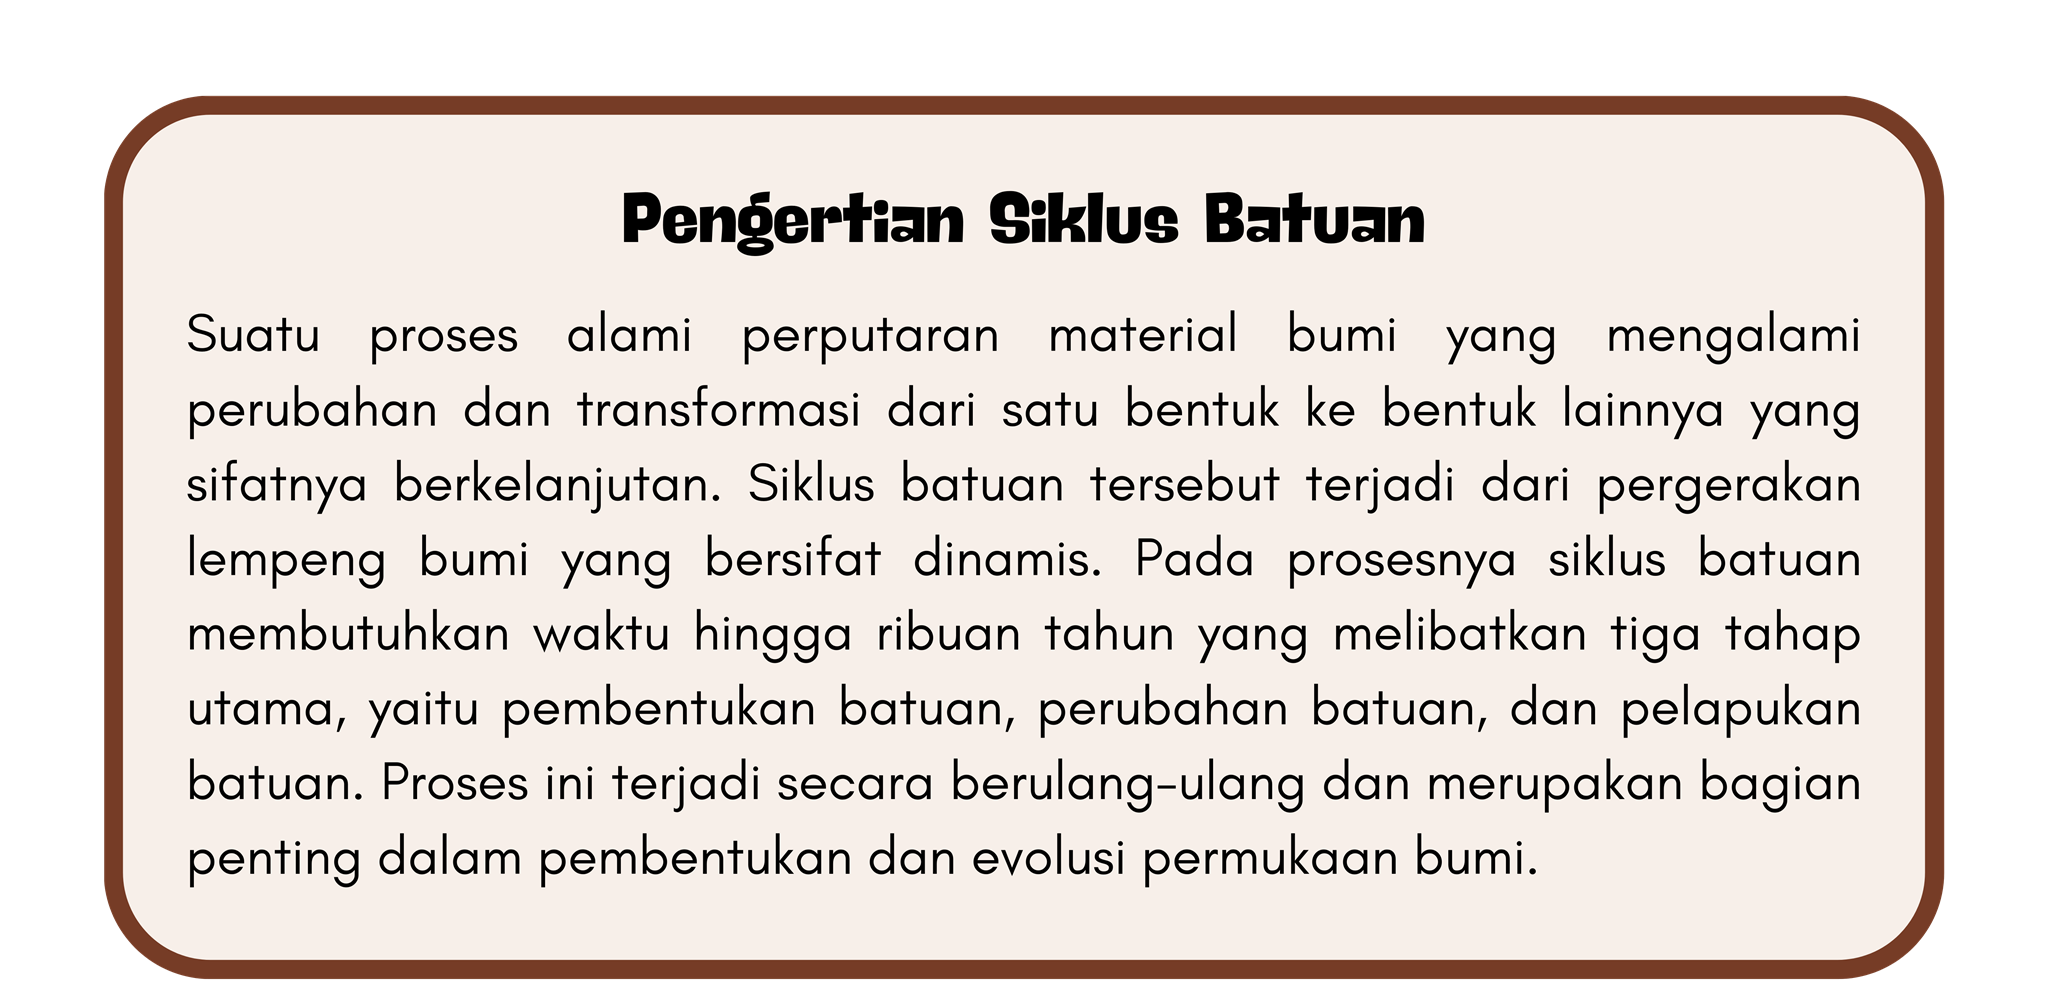 Pengertian Siklus Batuan
Suatu proses alami perputaran material bumi yang mengalami
perubahan dan transformasi dari satu bentuk ke bentuk lainnya yang
sifatnya berkelanjutan. Siklus batuan tersebut terjadi dari pergerakan
lempeng bumi yang bersifat dinamis. Pada prosesnya siklus batuan
membutuhkan waktu hingga ribuan tahun yang melibatkan tiga tahap
utama, yaitu pembentukan batuan, perubahan batuan, dan pelapukan
batuan. Proses ini terjadi secara berulang-ulang dan merupakan bagian
penting dalam pembentukan dan evolusi permukaan bumi.